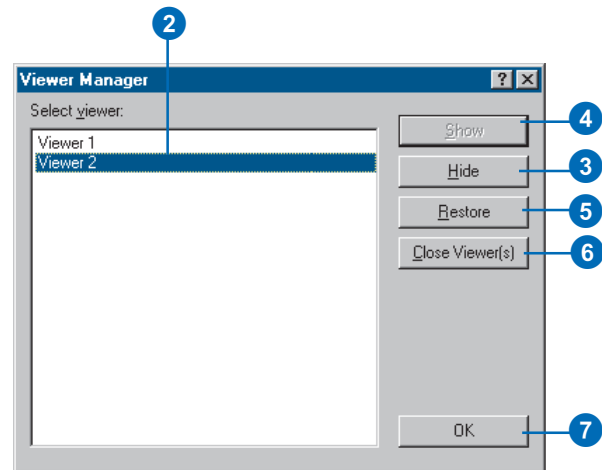 2
Viewer Manager
Select viewer:
Viewer 1
Viewer 2
Show
4
Hide
3
Restore
5
Close Viewer(s)
6
OK
7